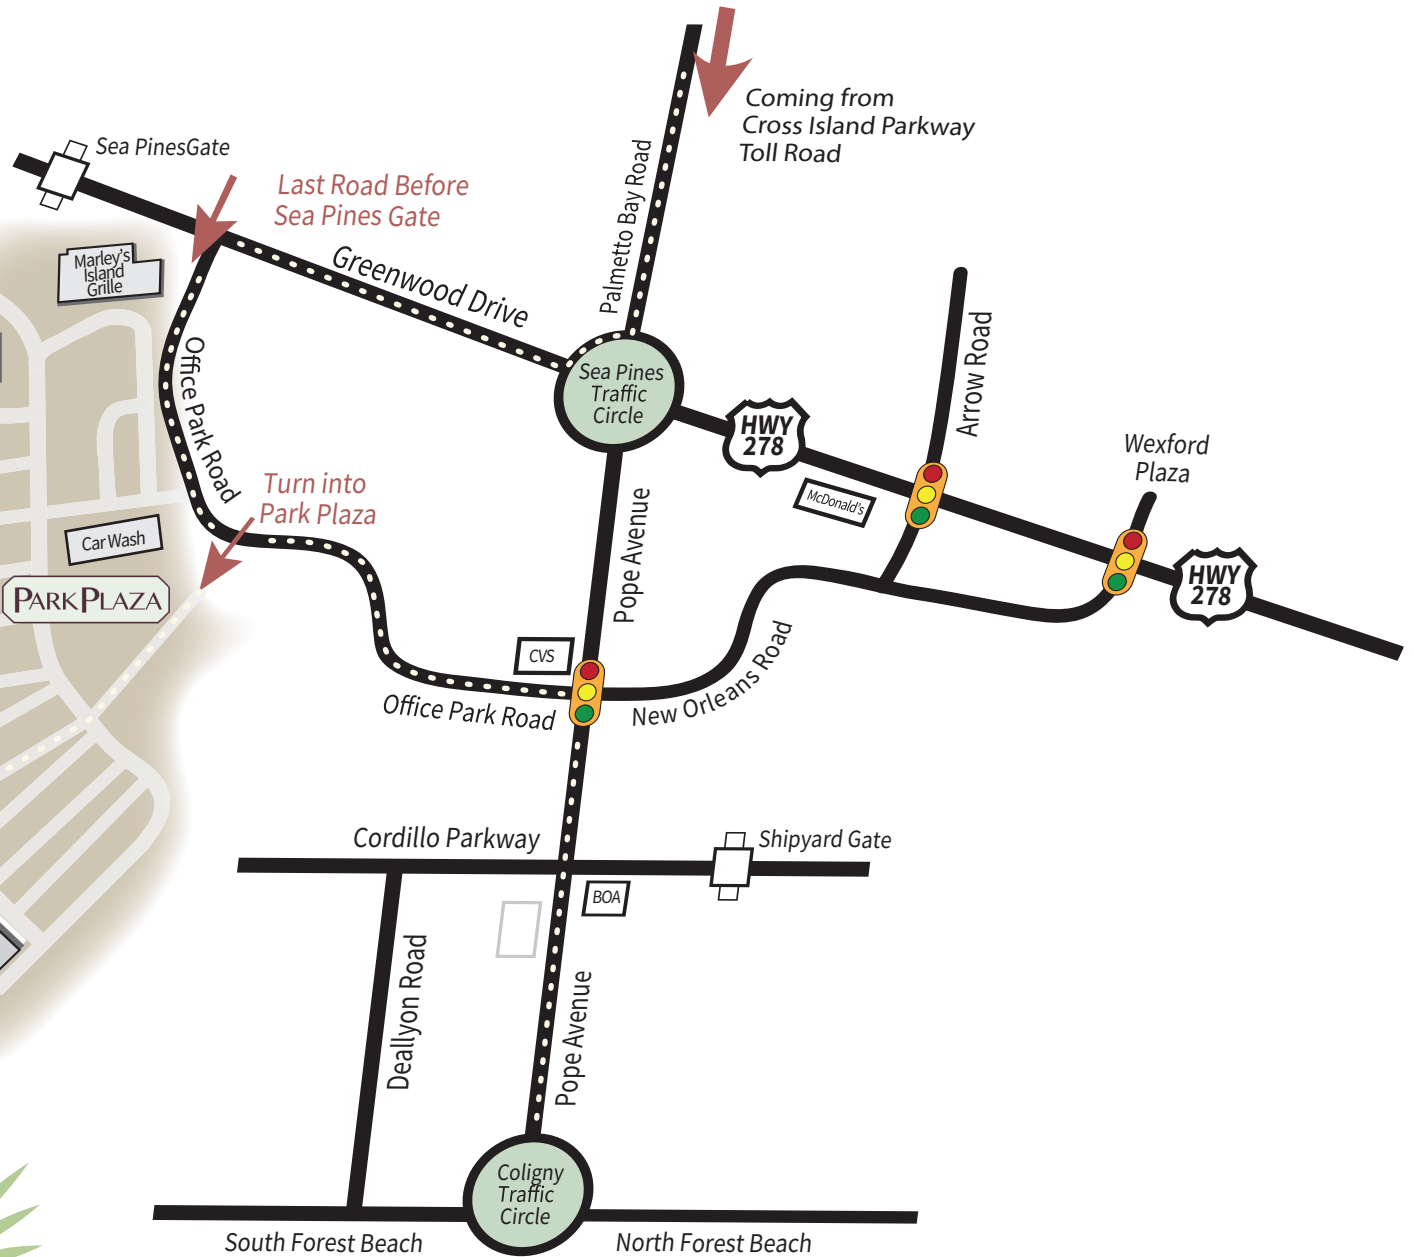 Coming from
Cross Island Parkway
Toll Road
Sea PinesGate
Last Road Before
Sea Pines Gate
Palmetto Bay Road
Marley's
Island
Grille
Greenwood Drive
Office Park Road
Sea Pines
Traffic
Circle
Arrow Road
HWY
278
Wexford
Plaza
McDonald's
Turn into
Park Plaza
Pope Avenue
Car Wash
PARK PLAZA
HWY
278
CVS
Office Park Road
New Orleans Road
Cordillo Parkway
Shipyard Gate
BOA
Deallyon Road
Pope Avenue
Coligny
Traffic
Circle
South Forest Beach
North Forest Beach